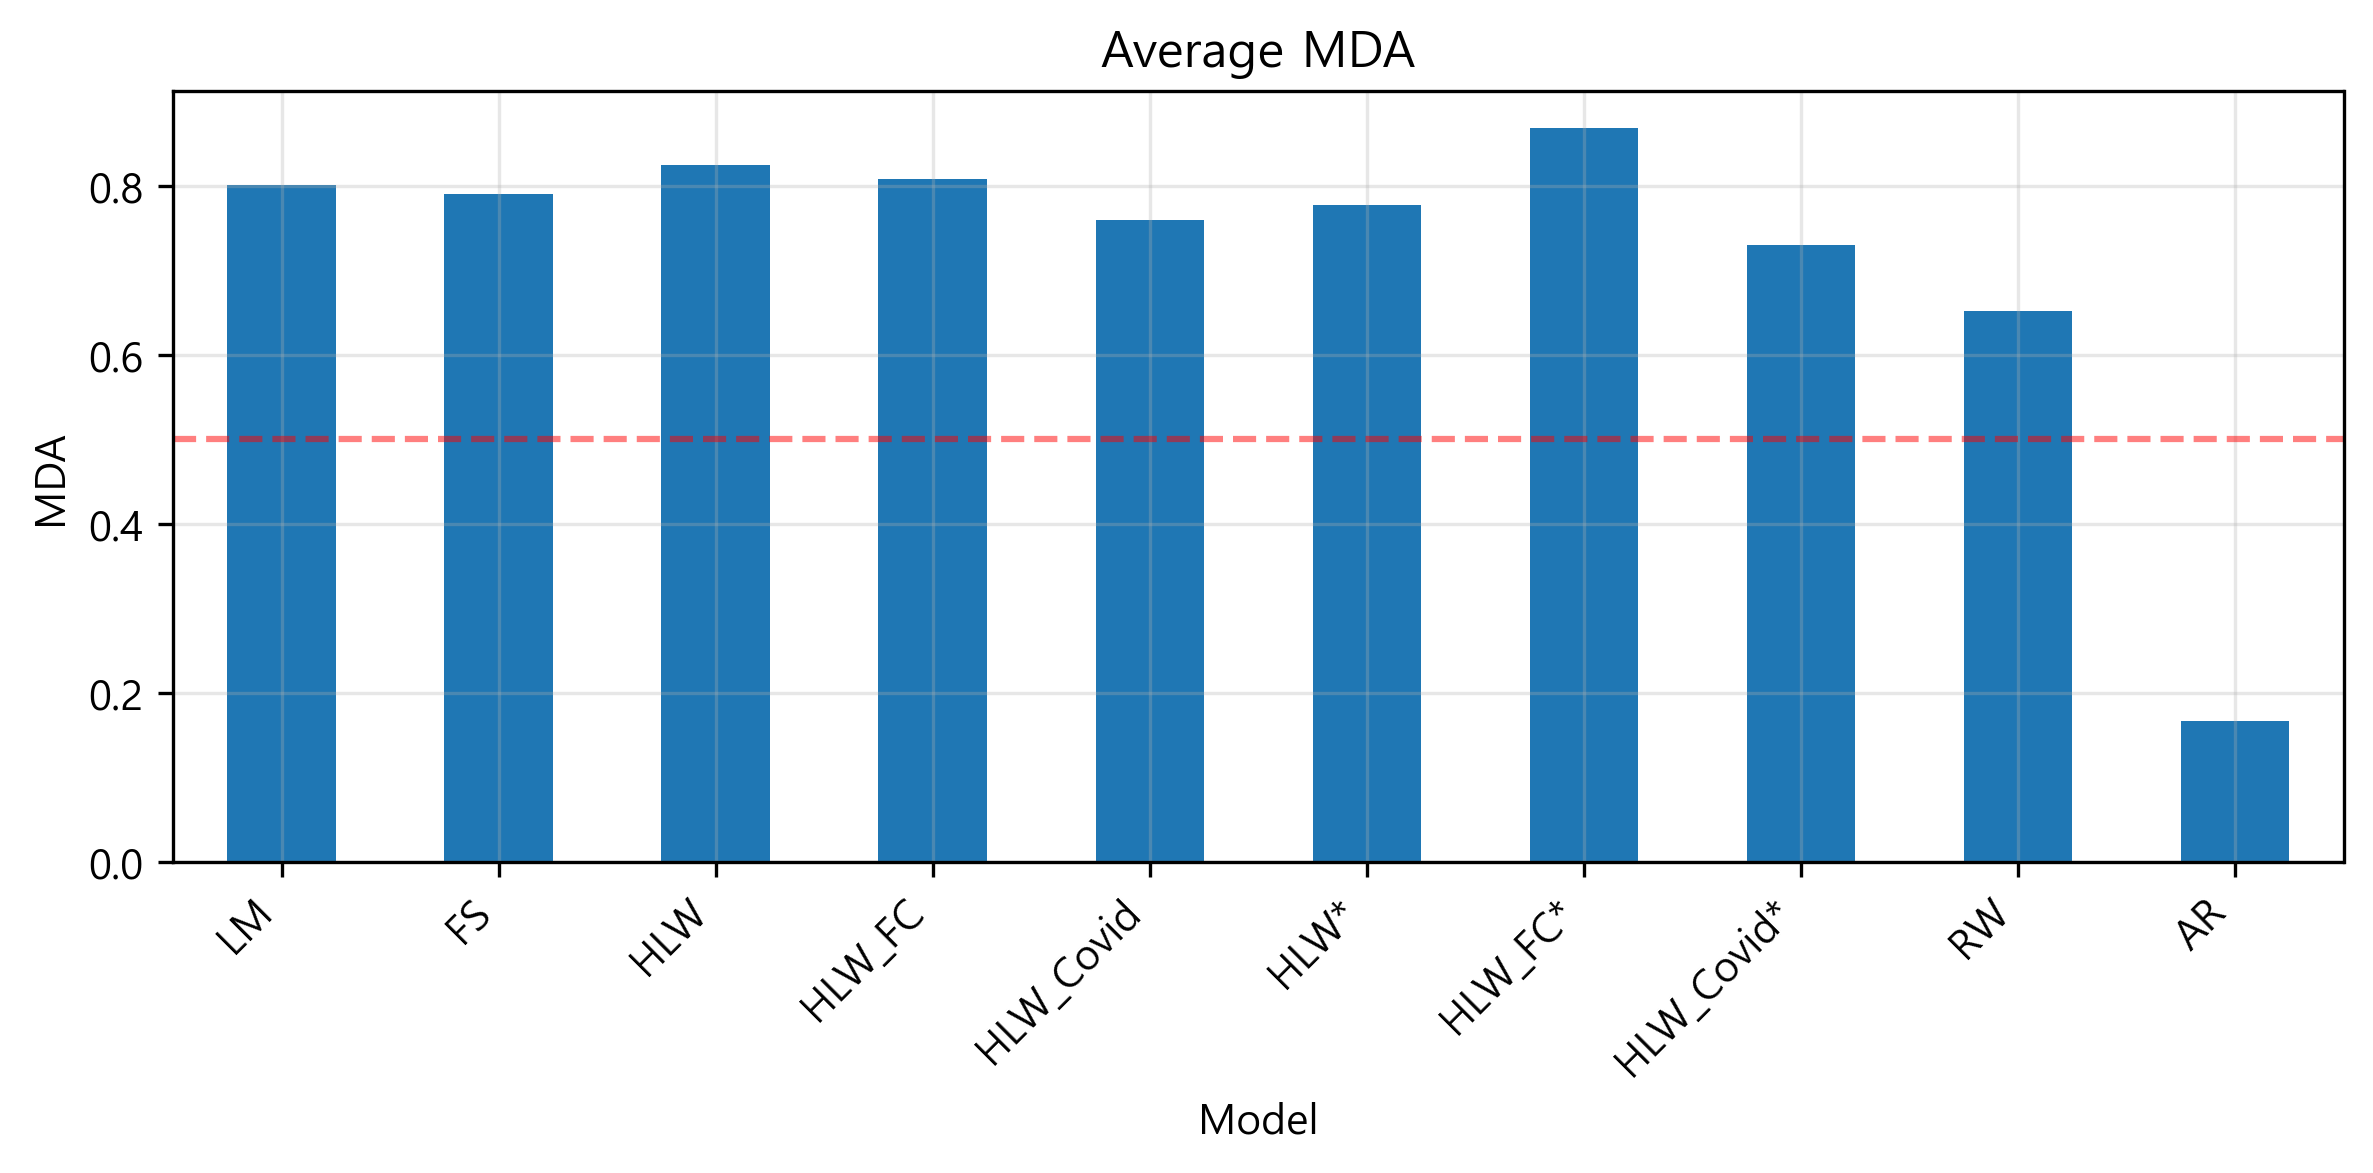 Average MDA
MDA
0.8
0.6
0.4
0.2
0.0
LM
FS
HLW
HLW_FC
HLW_Covid
HLW*
HLW_FC*
HLW_Covid*
RW
AR
Model